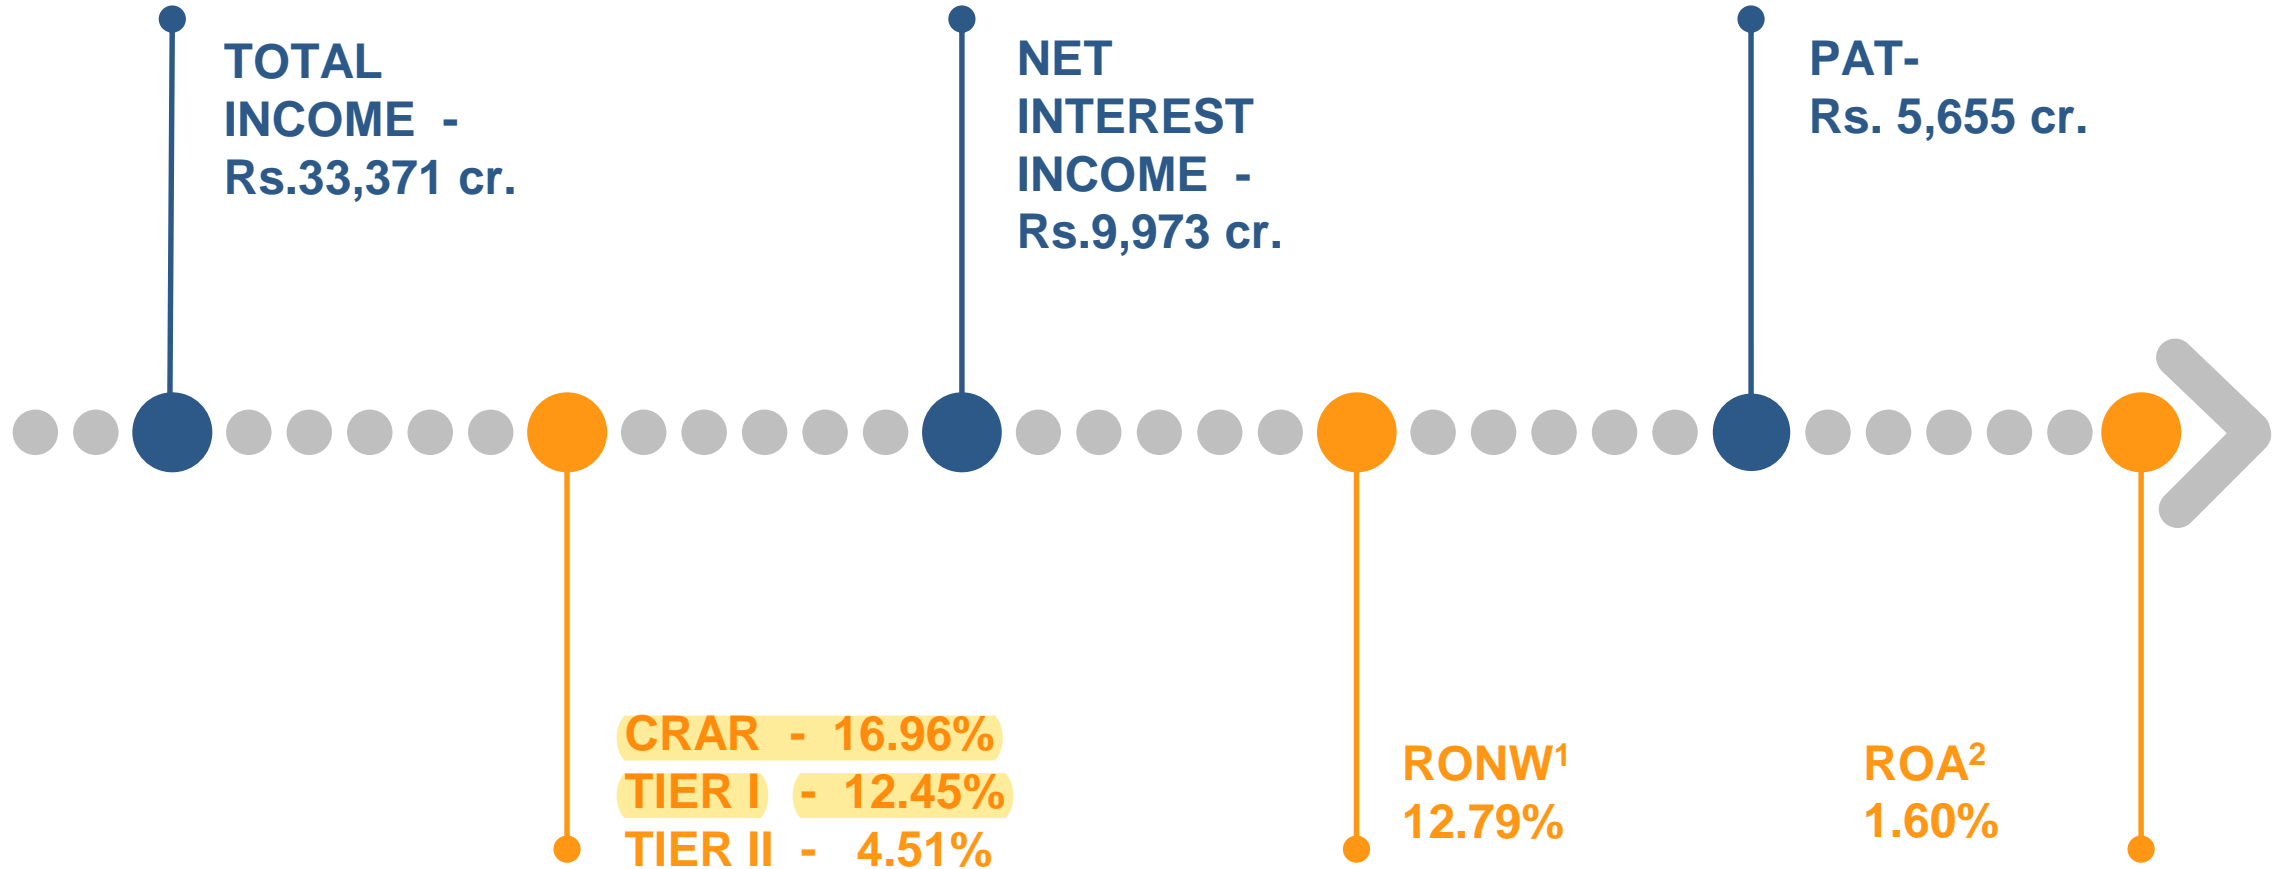 TOTAL
INCOME -
Rs.33,371 cr.
NET
INTEREST
INCOME -
Rs.9,973 cr.
PAT-
Rs. 5,655 cr.
CRAR - 16.96%
TIER I - 12.45%
TIER II - 4.51%
RONW¹
12.79%
ROA²
1.60%